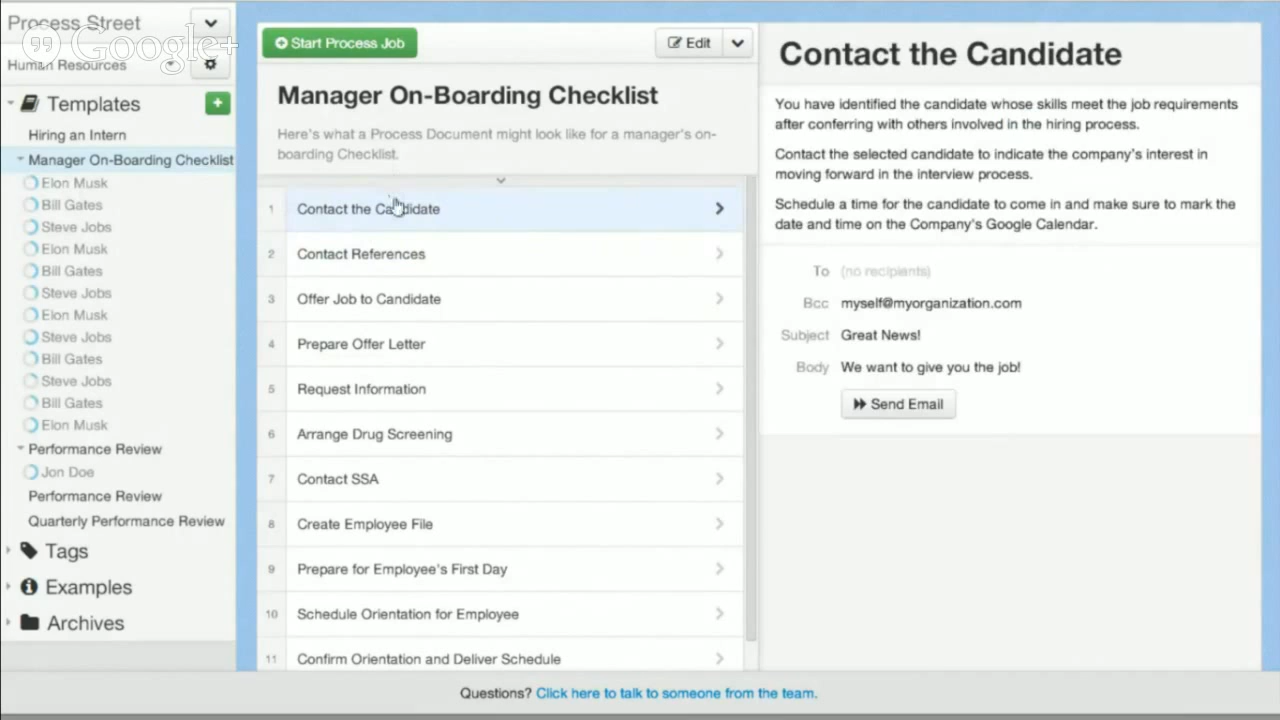 Process Street
Google+
Human Resources
Templates
Hiring an Intern
Manager On-Boarding Checklist
Elon Musk
Bill Gates
Steve Jobs
Elon Musk
Bill Gates
Steve Jobs
Elon Musk
Steve Jobs
Bill Gates
Steve Jobs
Bill Gates
Elon Musk
Performance Review
Jon Doe
Performance Review
Quarterly Performance Review
Tags
Examples
Archives
Start Process Job
Edit
Manager On-Boarding Checklist
Here's what a Process Document might look like for a manager's on-
boarding Checklist.
1 Contact the Candidate
2 Contact References
3 Offer Job to Candidate
4 Prepare Offer Letter
5 Request Information
6 Arrange Drug Screening
7 Contact SSA
8 Create Employee File
9 Prepare for Employee's First Day
10 Schedule Orientation for Employee
11 Confirm Orientation and Deliver Schedule
Contact the Candidate
You have identified the candidate whose skills meet the job requirements
after conferring with others involved in the hiring process.
Contact the selected candidate to indicate the company's interest in
moving forward in the interview process.
Schedule a time for the candidate to come in and make sure to mark the
date and time on the Company's Google Calendar.
To (no recipients)
Bcc myself@myorganization.com
Subject Great News!
Body We want to give you the job!
Send Email
Questions? Click here to talk to someone from the team.